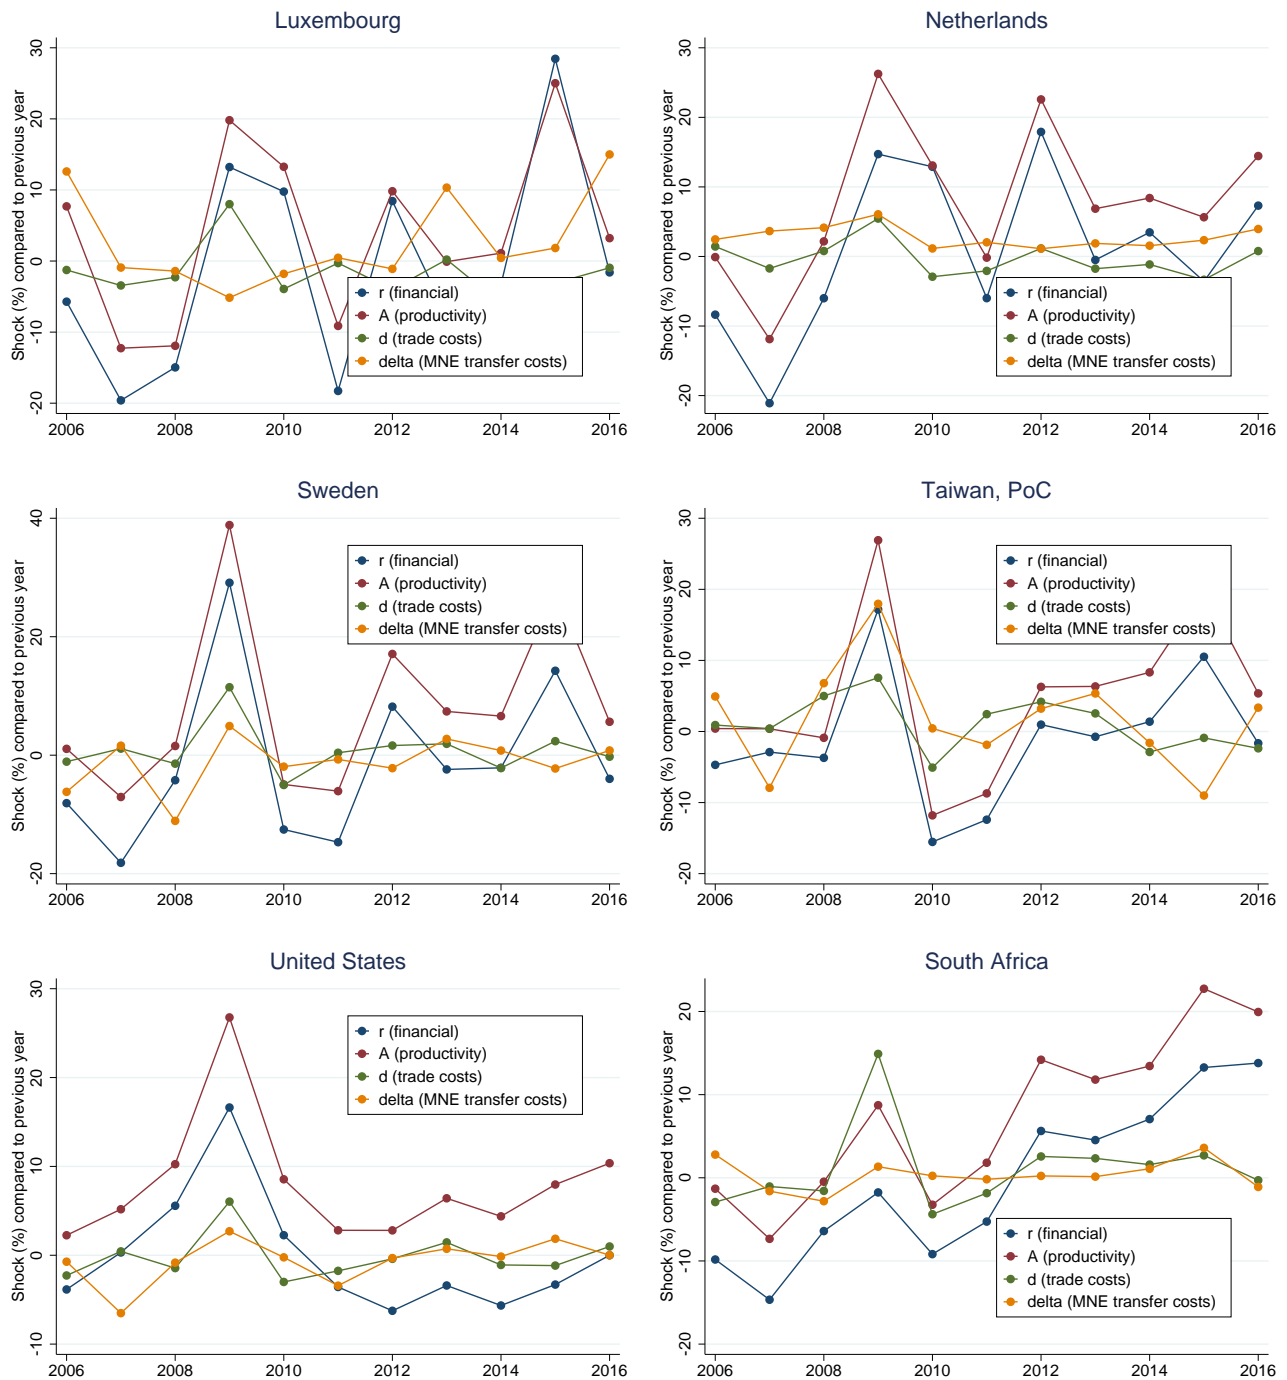 Luxembourg
Shock (%) compared to previous year
30
20
10
0
-10
-20
r (financial)
A (productivity)
d (trade costs)
delta (MNE transfer costs)
2006 2008 2010 2012 2014 2016
Netherlands
Shock (%) compared to previous year
30
20
10
0
-10
-20
r (financial)
A (productivity)
d (trade costs)
delta (MNE transfer costs)
2006 2008 2010 2012 2014 2016
Sweden
Shock (%) compared to previous year
40
20
0
-20
r (financial)
A (productivity)
d (trade costs)
delta (MNE transfer costs)
2006 2008 2010 2012 2014 2016
Taiwan, PoC
Shock (%) compared to previous year
30
20
10
0
-10
-20
r (financial)
A (productivity)
d (trade costs)
delta (MNE transfer costs)
2006 2008 2010 2012 2014 2016
United States
Shock (%) compared to previous year
30
20
10
0
-10
r (financial)
A (productivity)
d (trade costs)
delta (MNE transfer costs)
2006 2008 2010 2012 2014 2016
South Africa
Shock (%) compared to previous year
20
10
0
-10
-20
r (financial)
A (productivity)
d (trade costs)
delta (MNE transfer costs)
2006 2008 2010 2012 2014 2016